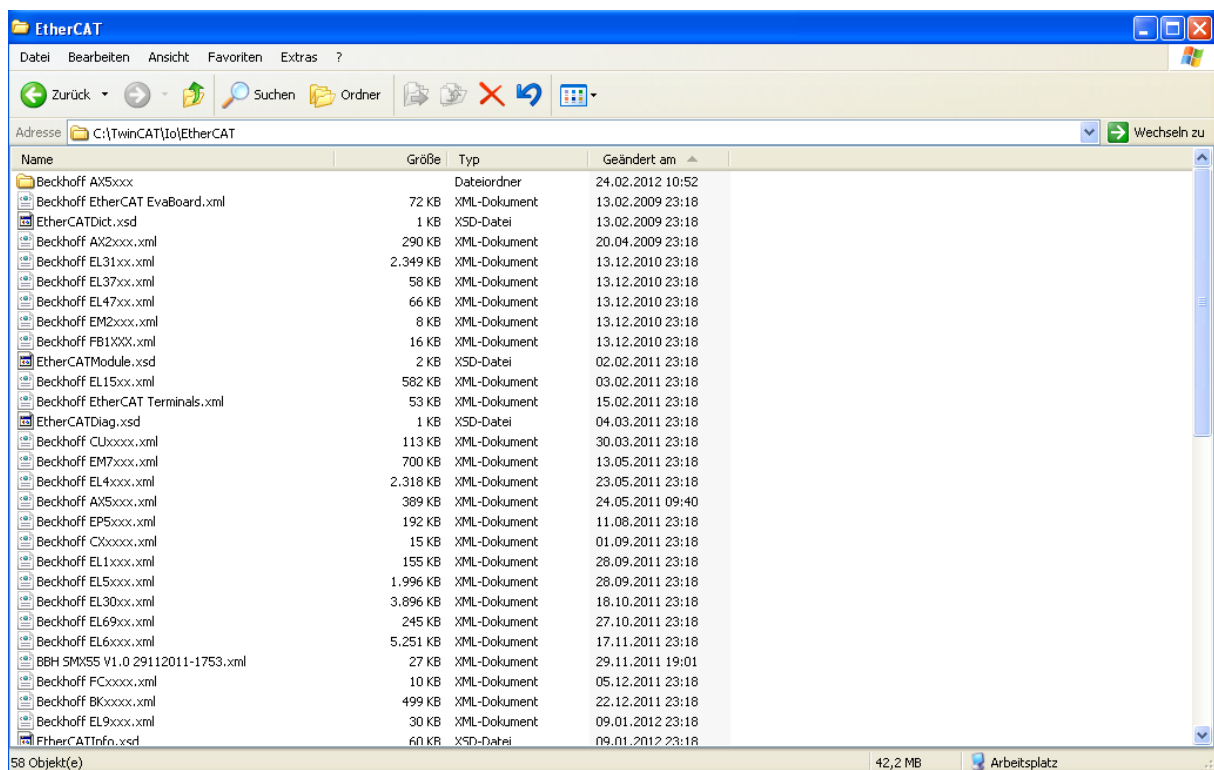 EtherCAT
Datei Bearbeiten Ansicht Favoriten Extras ?
Zurück Suchen Ordner
Adresse C:\TwinCAT\Io\EtherCAT Wechseln zu
Name Größe Typ Geändert am
Beckhoff AX5xxx Dateiordner 24.02.2012 10:52
Beckhoff EtherCAT EvaBoard.xml 72 KB XML-Dokument 13.02.2009 23:18
EtherCATDict.xsd 1 KB XSD-Datei 13.02.2009 23:18
Beckhoff AX2xxx.xml 290 KB XML-Dokument 20.04.2009 23:18
Beckhoff EL31xx.xml 2.349 KB XML-Dokument 13.12.2010 23:18
Beckhoff EL37xx.xml 58 KB XML-Dokument 13.12.2010 23:18
Beckhoff EL47xx.xml 66 KB XML-Dokument 13.12.2010 23:18
Beckhoff EM2xxx.xml 8 KB XML-Dokument 13.12.2010 23:18
Beckhoff FB1XXX.xml 16 KB XML-Dokument 13.12.2010 23:18
EtherCATModule.xsd 2 KB XSD-Datei 02.02.2011 23:18
Beckhoff EL15xx.xml 582 KB XML-Dokument 03.02.2011 23:18
Beckhoff EtherCAT Terminals.xml 53 KB XML-Dokument 15.02.2011 23:18
EtherCATDiag.xsd 1 KB XSD-Datei 04.03.2011 23:18
Beckhoff CUxxxx.xml 113 KB XML-Dokument 30.03.2011 23:18
Beckhoff EM7xxx.xml 700 KB XML-Dokument 13.05.2011 23:18
Beckhoff EL4xxx.xml 2.318 KB XML-Dokument 23.05.2011 23:18
Beckhoff AX5xxx.xml 389 KB XML-Dokument 24.05.2011 09:40
Beckhoff EP5xxx.xml 192 KB XML-Dokument 11.08.2011 23:18
Beckhoff CXxxxx.xml 15 KB XML-Dokument 01.09.2011 23:18
Beckhoff EL1xxx.xml 155 KB XML-Dokument 28.09.2011 23:18
Beckhoff EL5xxx.xml 1.996 KB XML-Dokument 28.09.2011 23:18
Beckhoff EL30xx.xml 3.896 KB XML-Dokument 18.10.2011 23:18
Beckhoff EL69xx.xml 245 KB XML-Dokument 27.10.2011 23:18
Beckhoff EL6xxx.xml 5.251 KB XML-Dokument 17.11.2011 23:18
BBH SMX55 V1.0 29112011-1753.xml 27 KB XML-Dokument 29.11.2011 19:01
Beckhoff FCxxxx.xml 10 KB XML-Dokument 05.12.2011 23:18
Beckhoff BKxxxx.xml 499 KB XML-Dokument 22.12.2011 23:18
Beckhoff EL9xxx.xml 30 KB XML-Dokument 09.01.2012 23:18
EtherCATInfo.xsd 60 KB XSD-Datei 09.01.2012 23:18
58 Objekt(e) 42,2 MB Arbeitsplatz